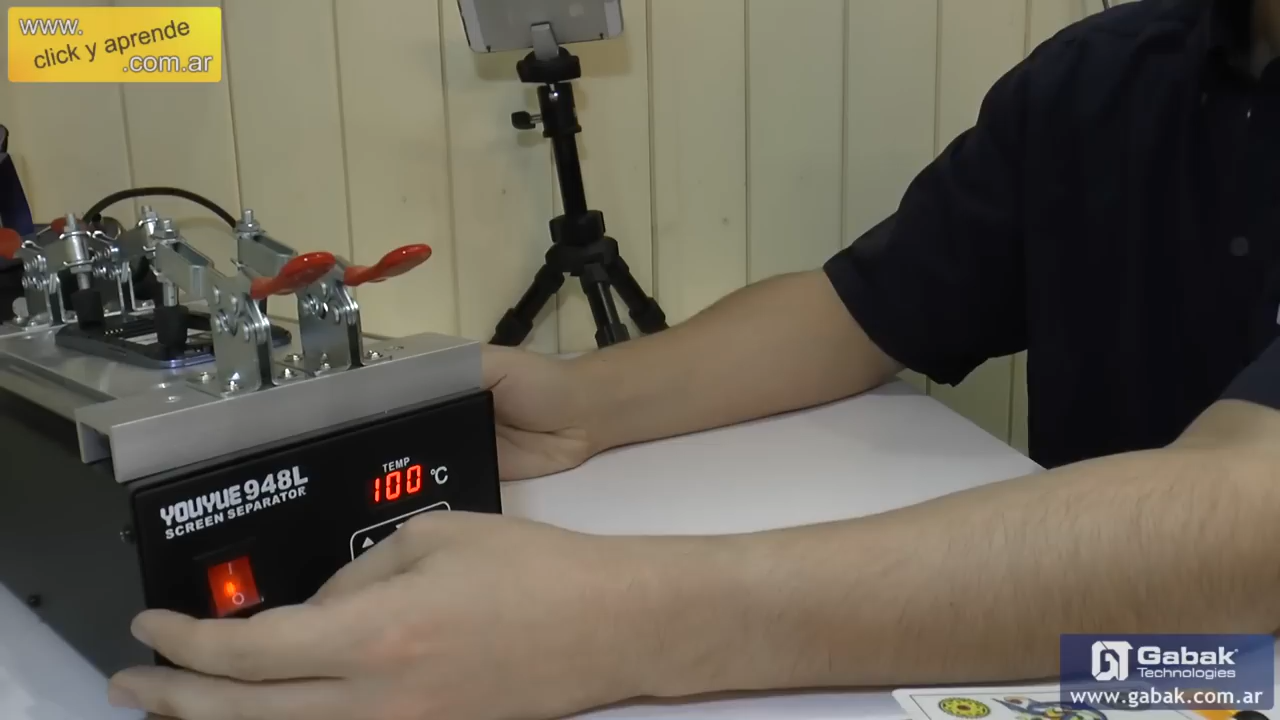 www.
click y aprende
.com.ar
TEMP
100 °C
YOUYUE 948L
SCREEN SEPARATOR
Gabak
Technologies
www.gabak.com.ar